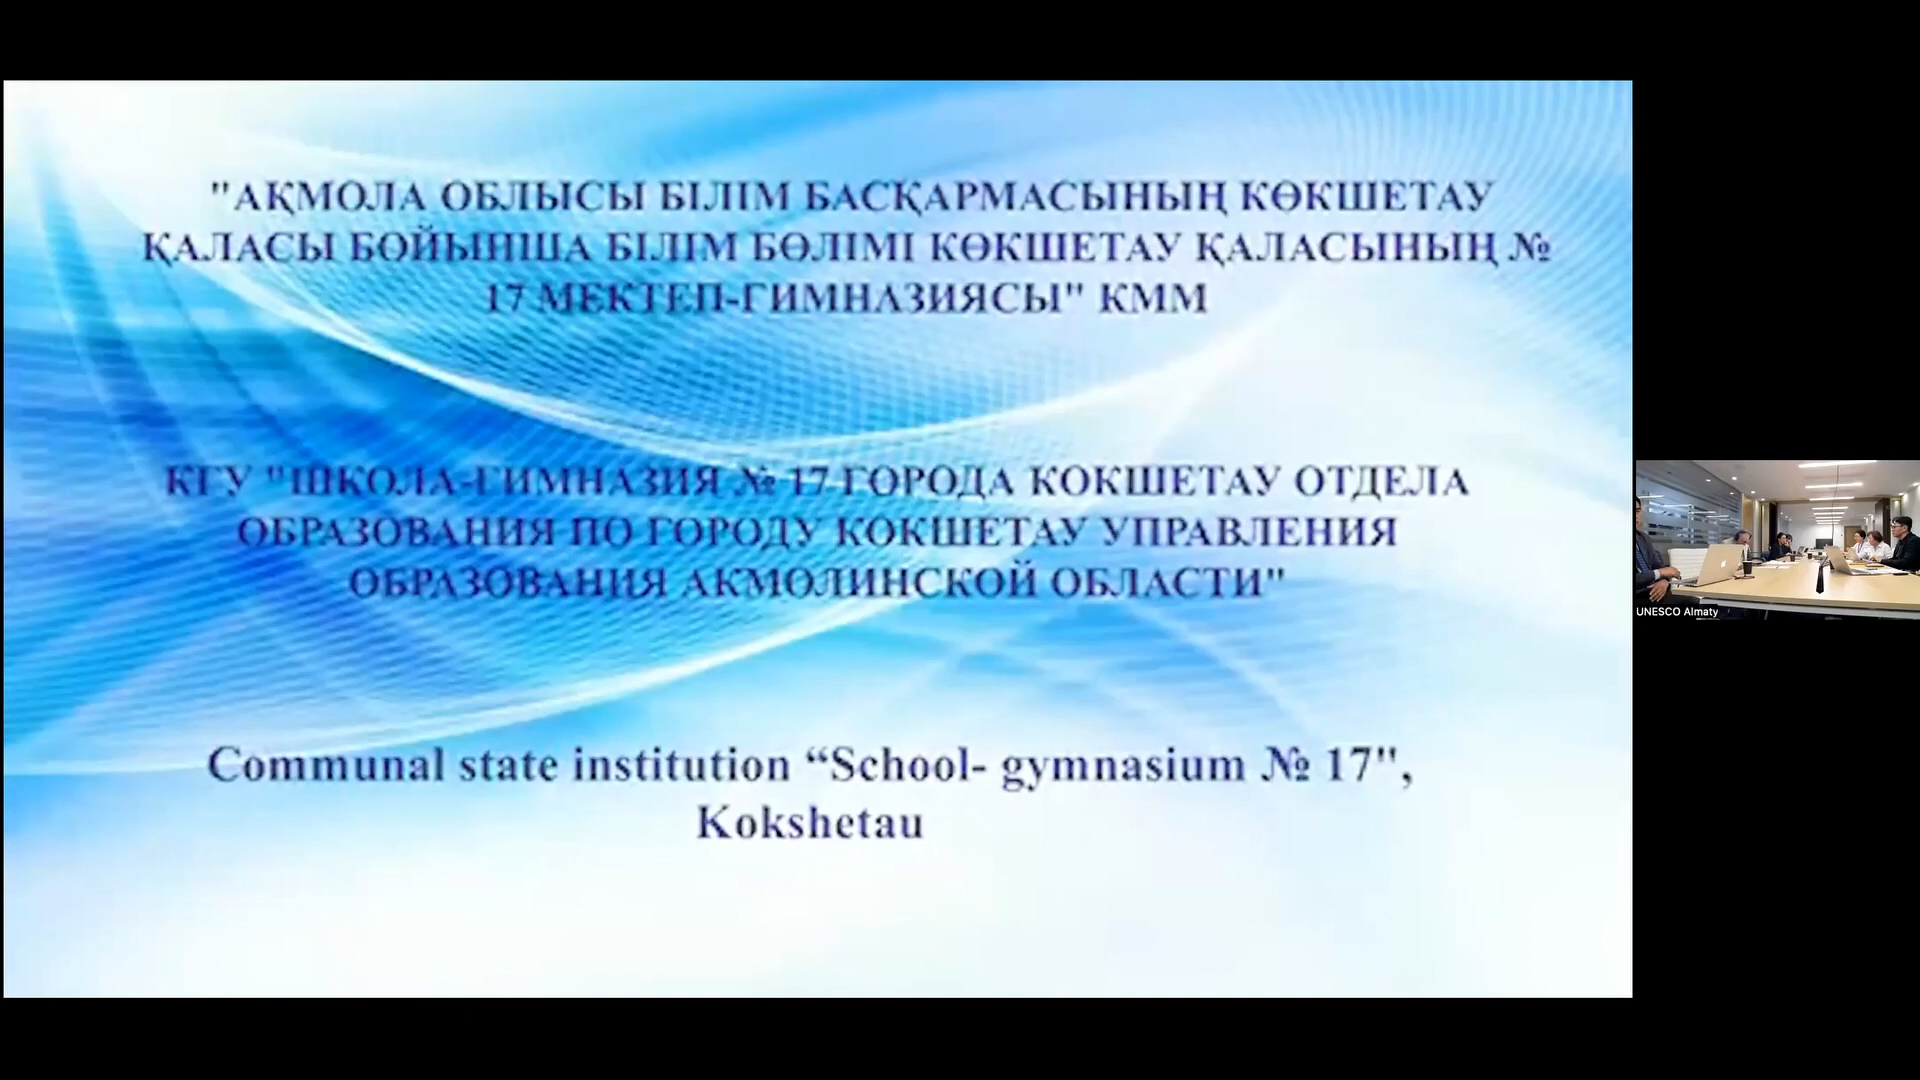 "АҚМОЛА ОБЛЫСЫ БІЛІМ БАСҚАРМАСЫНЫҢ КӨКШЕТАУ
ҚАЛАСЫ БОЙЫНША БІЛІМ БӨЛІМІ КӨКШЕТАУ ҚАЛАСЫНЫҢ №
17 МЕКТЕП-ГИМНАЗИЯСЫ" КММ
КГУ "ШКОЛА-ГИМНАЗИЯ № 17 ГОРОДА КОКШЕТАУ ОТДЕЛА
ОБРАЗОВАНИЯ ПО ГОРОДУ КОКШЕТАУ УПРАВЛЕНИЯ
ОБРАЗОВАНИЯ АКМОЛИНСКОЙ ОБЛАСТИ"
Communal state institution “School- gymnasium № 17",
Kokshetau
UNESCO Almaty